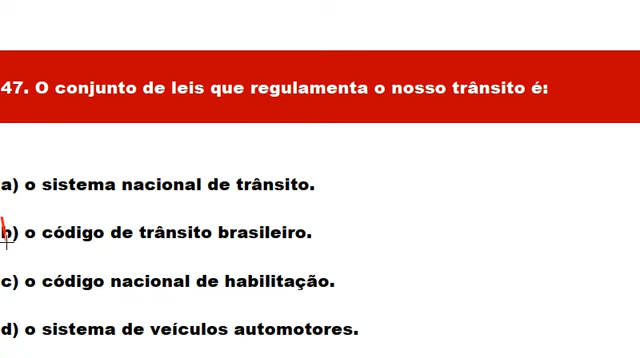 47. O conjunto de leis que regulamenta o nosso trânsito é:
a) o sistema nacional de trânsito.
b) o código de trânsito brasileiro.
c) o código nacional de habilitação.
d) o sistema de veículos automotores.